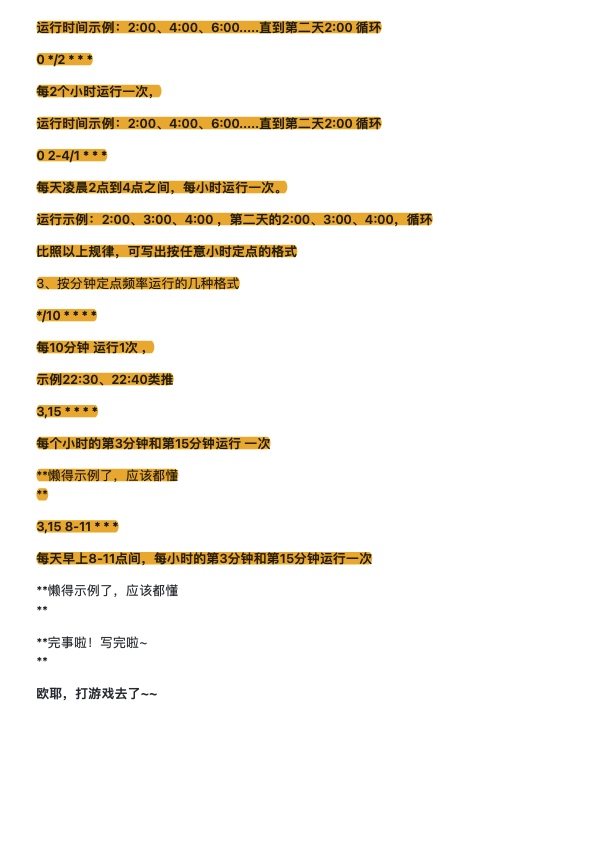 运行时间示例：2:00、4:00、6:00.....直到第二天2:00 循环
0 */2 * * *
每2个小时运行一次，
运行时间示例：2:00、4:00、6:00.....直到第二天2:00 循环
0 2-4/1 * * *
每天凌晨2点到4点之间，每小时运行一次。
运行示例：2:00、3:00、4:00 ，第二天的2:00、3:00、4:00，循环
比照以上规律，可写出按任意小时定点的格式
3、按分钟定点频率运行的几种格式
*/10 * * * *
每10分钟 运行1次 ，
示例22:30、22:40类推
3,15 * * * *
每个小时的第3分钟和第15分钟运行 一次
**懒得示例了，应该都懂
**
3,15 8-11 * * *
每天早上8-11点间，每小时的第3分钟和第15分钟运行一次
**懒得示例了，应该都懂
**
**完事啦！写完啦~
**
欧耶，打游戏去了~~